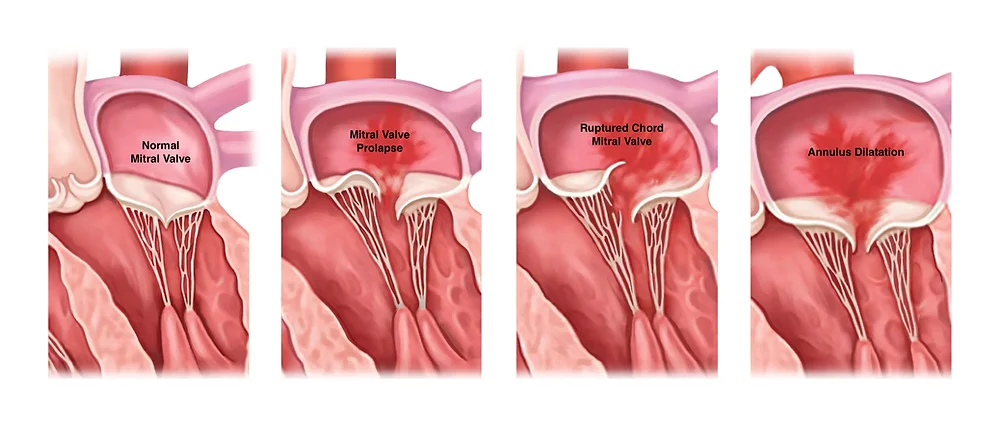 Normal
Mitral Valve
Mitral Valve
Prolapse
Ruptured Chord
Mitral Valve
Annulus Dilatation